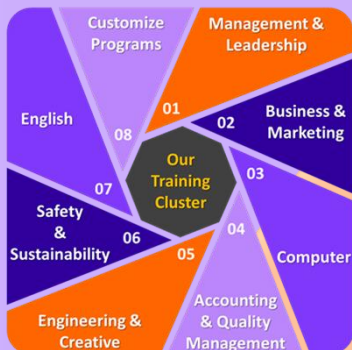 Our
Training
Cluster
01
Management &
Leadership
02
Business &
Marketing
03
Computer
04
Accounting
& Quality
Management
05
Engineering &
Creative
06
Safety
&
Sustainability
07
English
08
Customize
Programs